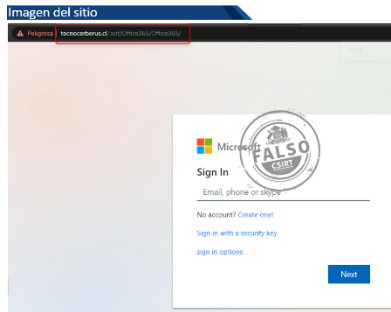 Imagen del sitio
Peligroso tecnocerberus.cl/.xot/Office365/Office365/
Microsoft
FALSO
CSIRT
Sign In
Email, phone or skype
No account? Create one!
Sign in with a security key
sign in options
Next